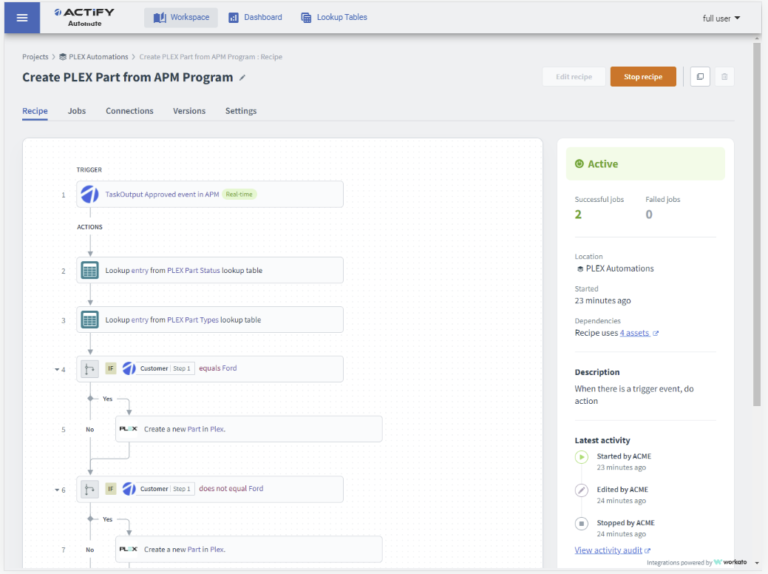 ACTiFY
Automate
Workspace
Dashboard
Lookup Tables
full user
Projects > PLEX Automations > Create PLEX Part from APM Program : Recipe
Create PLEX Part from APM Program
Edit recipe
Stop recipe
Recipe
Jobs
Connections
Versions
Settings
TRIGGER
1 TaskOutput Approved event in APM Real-time
ACTIONS
2 Lookup entry from PLEX Part Status lookup table
3 Lookup entry from PLEX Part Types lookup table
4 IF Customer Step 1 equals Ford
Yes
5 No PLEX Create a new Part in Plex.
6 IF Customer Step 1 does not equal Ford
Yes
7 No PLEX Create a new Part in Plex.
Active
Successful jobs Failed jobs
2 0
Location
PLEX Automations
Started
23 minutes ago
Dependencies
Recipe uses 4 assets
Description
When there is a trigger event, do
action
Latest activity
Started by ACME
23 minutes ago
Edited by ACME
24 minutes ago
Stopped by ACME
24 minutes ago
View activity audit
Integrations powered by workato